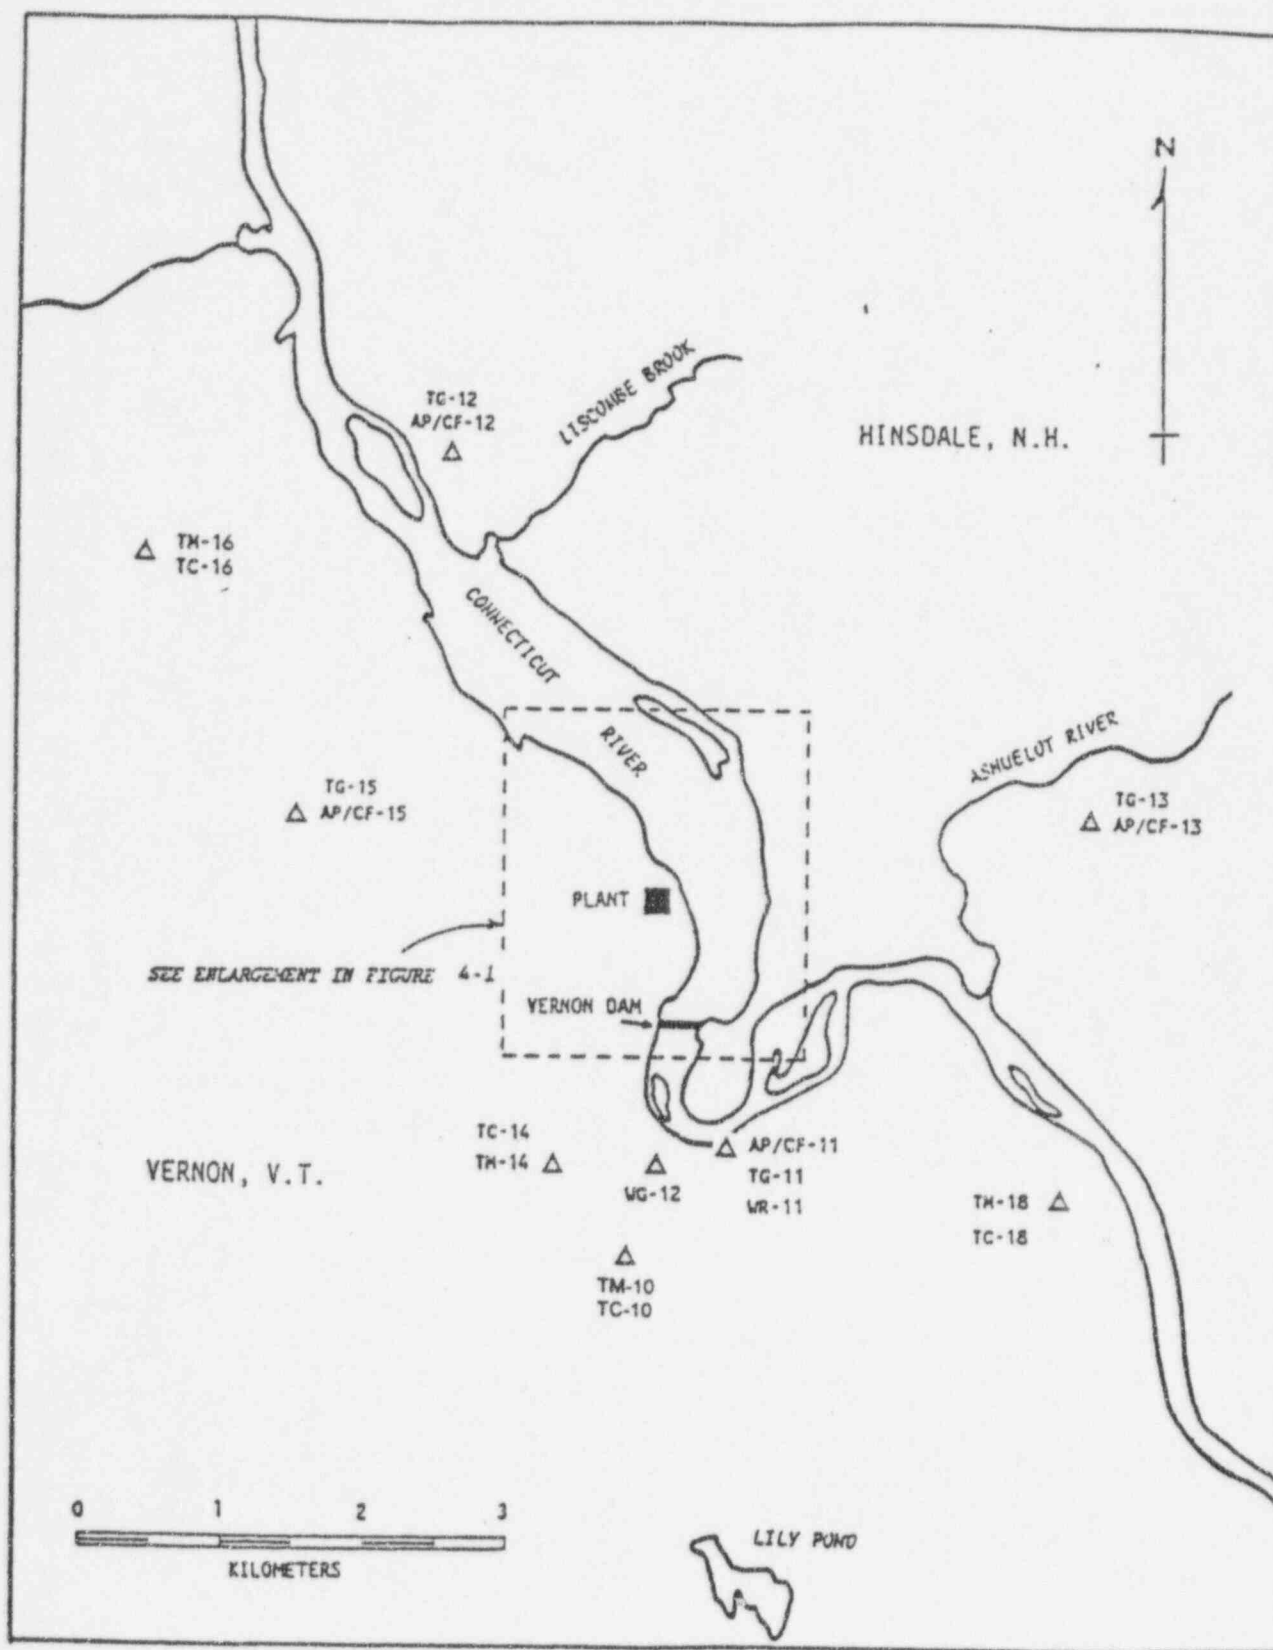 N
LISCOMBE BROOK
TG-12
AP/CF-12
HINSDALE, N.H.
TM-16
TC-16
CONNECTICUT
RIVER
ASHUELOT RIVER
TG-15
AP/CF-15
TG-13
AP/CF-13
PLANT
SEE ENLARGEMENT IN FIGURE 4-1
VERNON DAM
TC-14
TM-14
AP/CF-11
TG-11
WR-11
VERNON, V.T.
WG-12
TM-18
TC-18
TM-10
TC-10
0 1 2 3
KILOMETERS
LILY POND